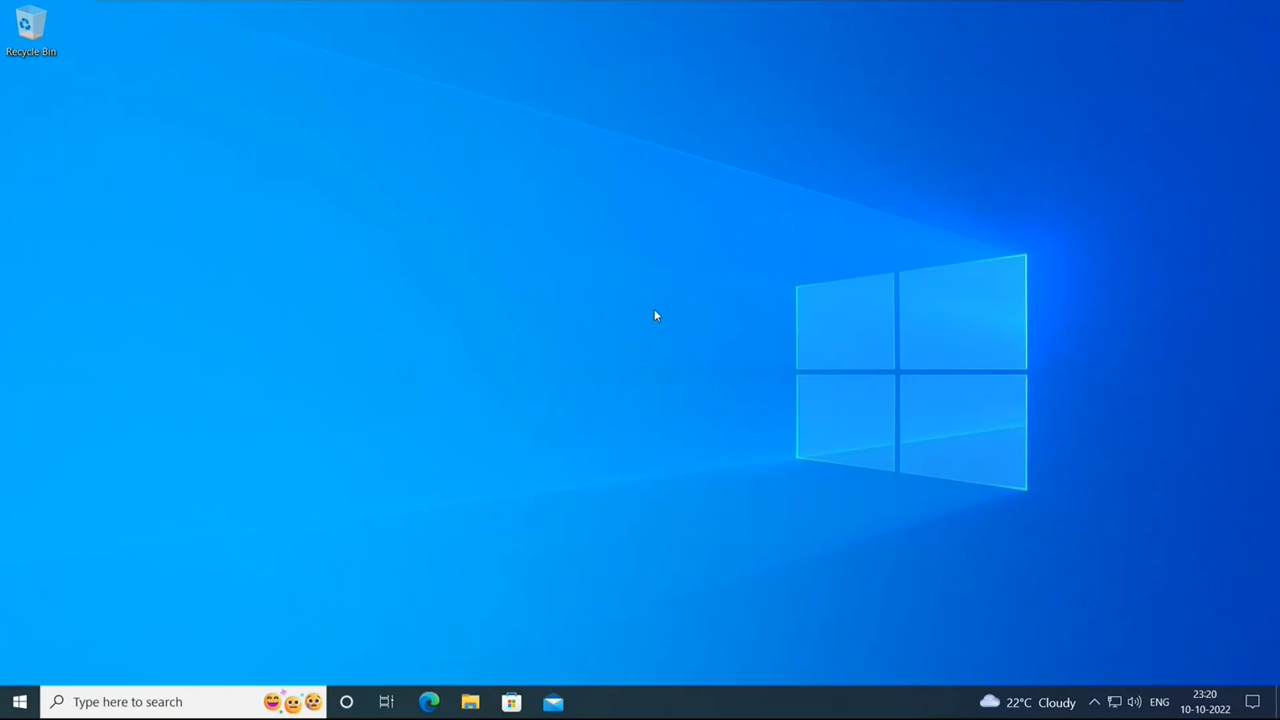 Recycle Bin
Type here to search
22°C Cloudy
ENG
23:20
10-10-2022